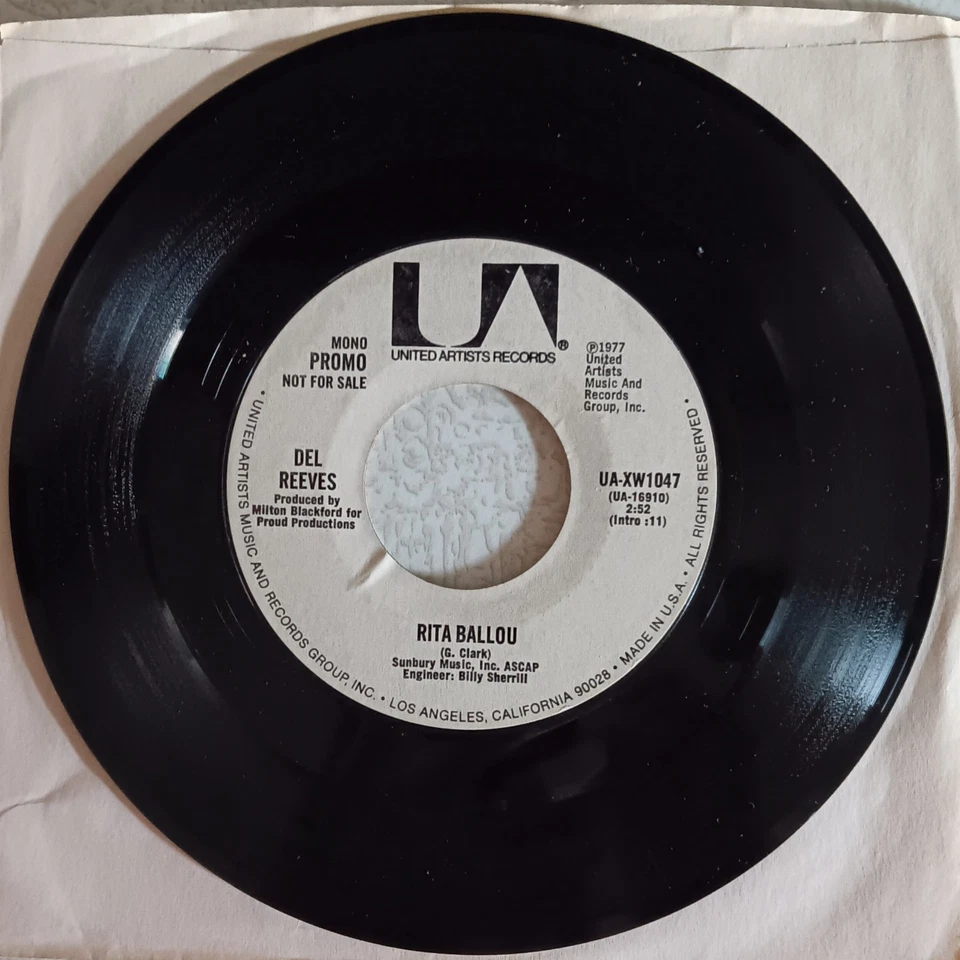 UA®
UNITED ARTISTS RECORDS
MONO
PROMO
NOT FOR SALE
℗1977
United
Artists
Music And
Records
Group, Inc.
DEL
REEVES
Produced by
Milton Blackford for
Proud Productions
UA-XW1047
(UA-16910)
2:52
(Intro :11)
RITA BALLOU
(G. Clark)
Sunbury Music, Inc. ASCAP
Engineer: Billy Sherrill
• UNITED ARTISTS MUSIC AND RECORDS GROUP, INC. • LOS ANGELES, CALIFORNIA 90028 • MADE IN U.S.A. • ALL RIGHTS RESERVED •